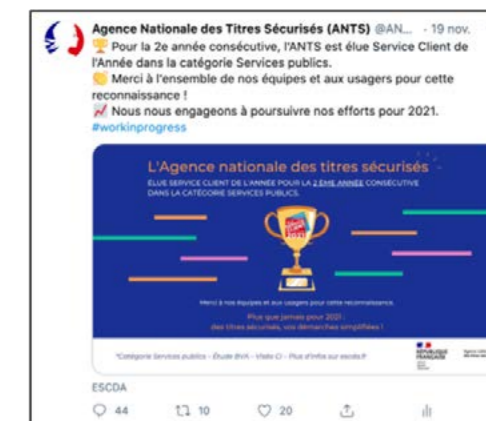 Agence Nationale des Titres Sécurisés (ANTS) @AN... · 19 nov.
🏆 Pour la 2e année consécutive, l'ANTS est élue Service Client de
l'Année dans la catégorie Services publics.
👏 Merci à l'ensemble de nos équipes et aux usagers pour cette
reconnaissance !
📈 Nous nous engageons à poursuivre nos efforts pour 2021.
#workinprogress
L'Agence nationale des titres sécurisés
ÉLUE SERVICE CLIENT DE L'ANNÉE POUR LA 2 ÈME ANNÉE CONSÉCUTIVE
DANS LA CATÉGORIE SERVICES PUBLICS.
2021
Merci à nos équipes et aux usagers pour cette reconnaissance.
Plus que jamais pour 2021 :
des titres sécurisés, vos démarches simplifiées !
*Catégorie Services publics - Étude BVA - Viséo CI - Plus d'infos sur escda.fr
RÉPUBLIQUE
FRANÇAISE
ESCDA
44 10 20